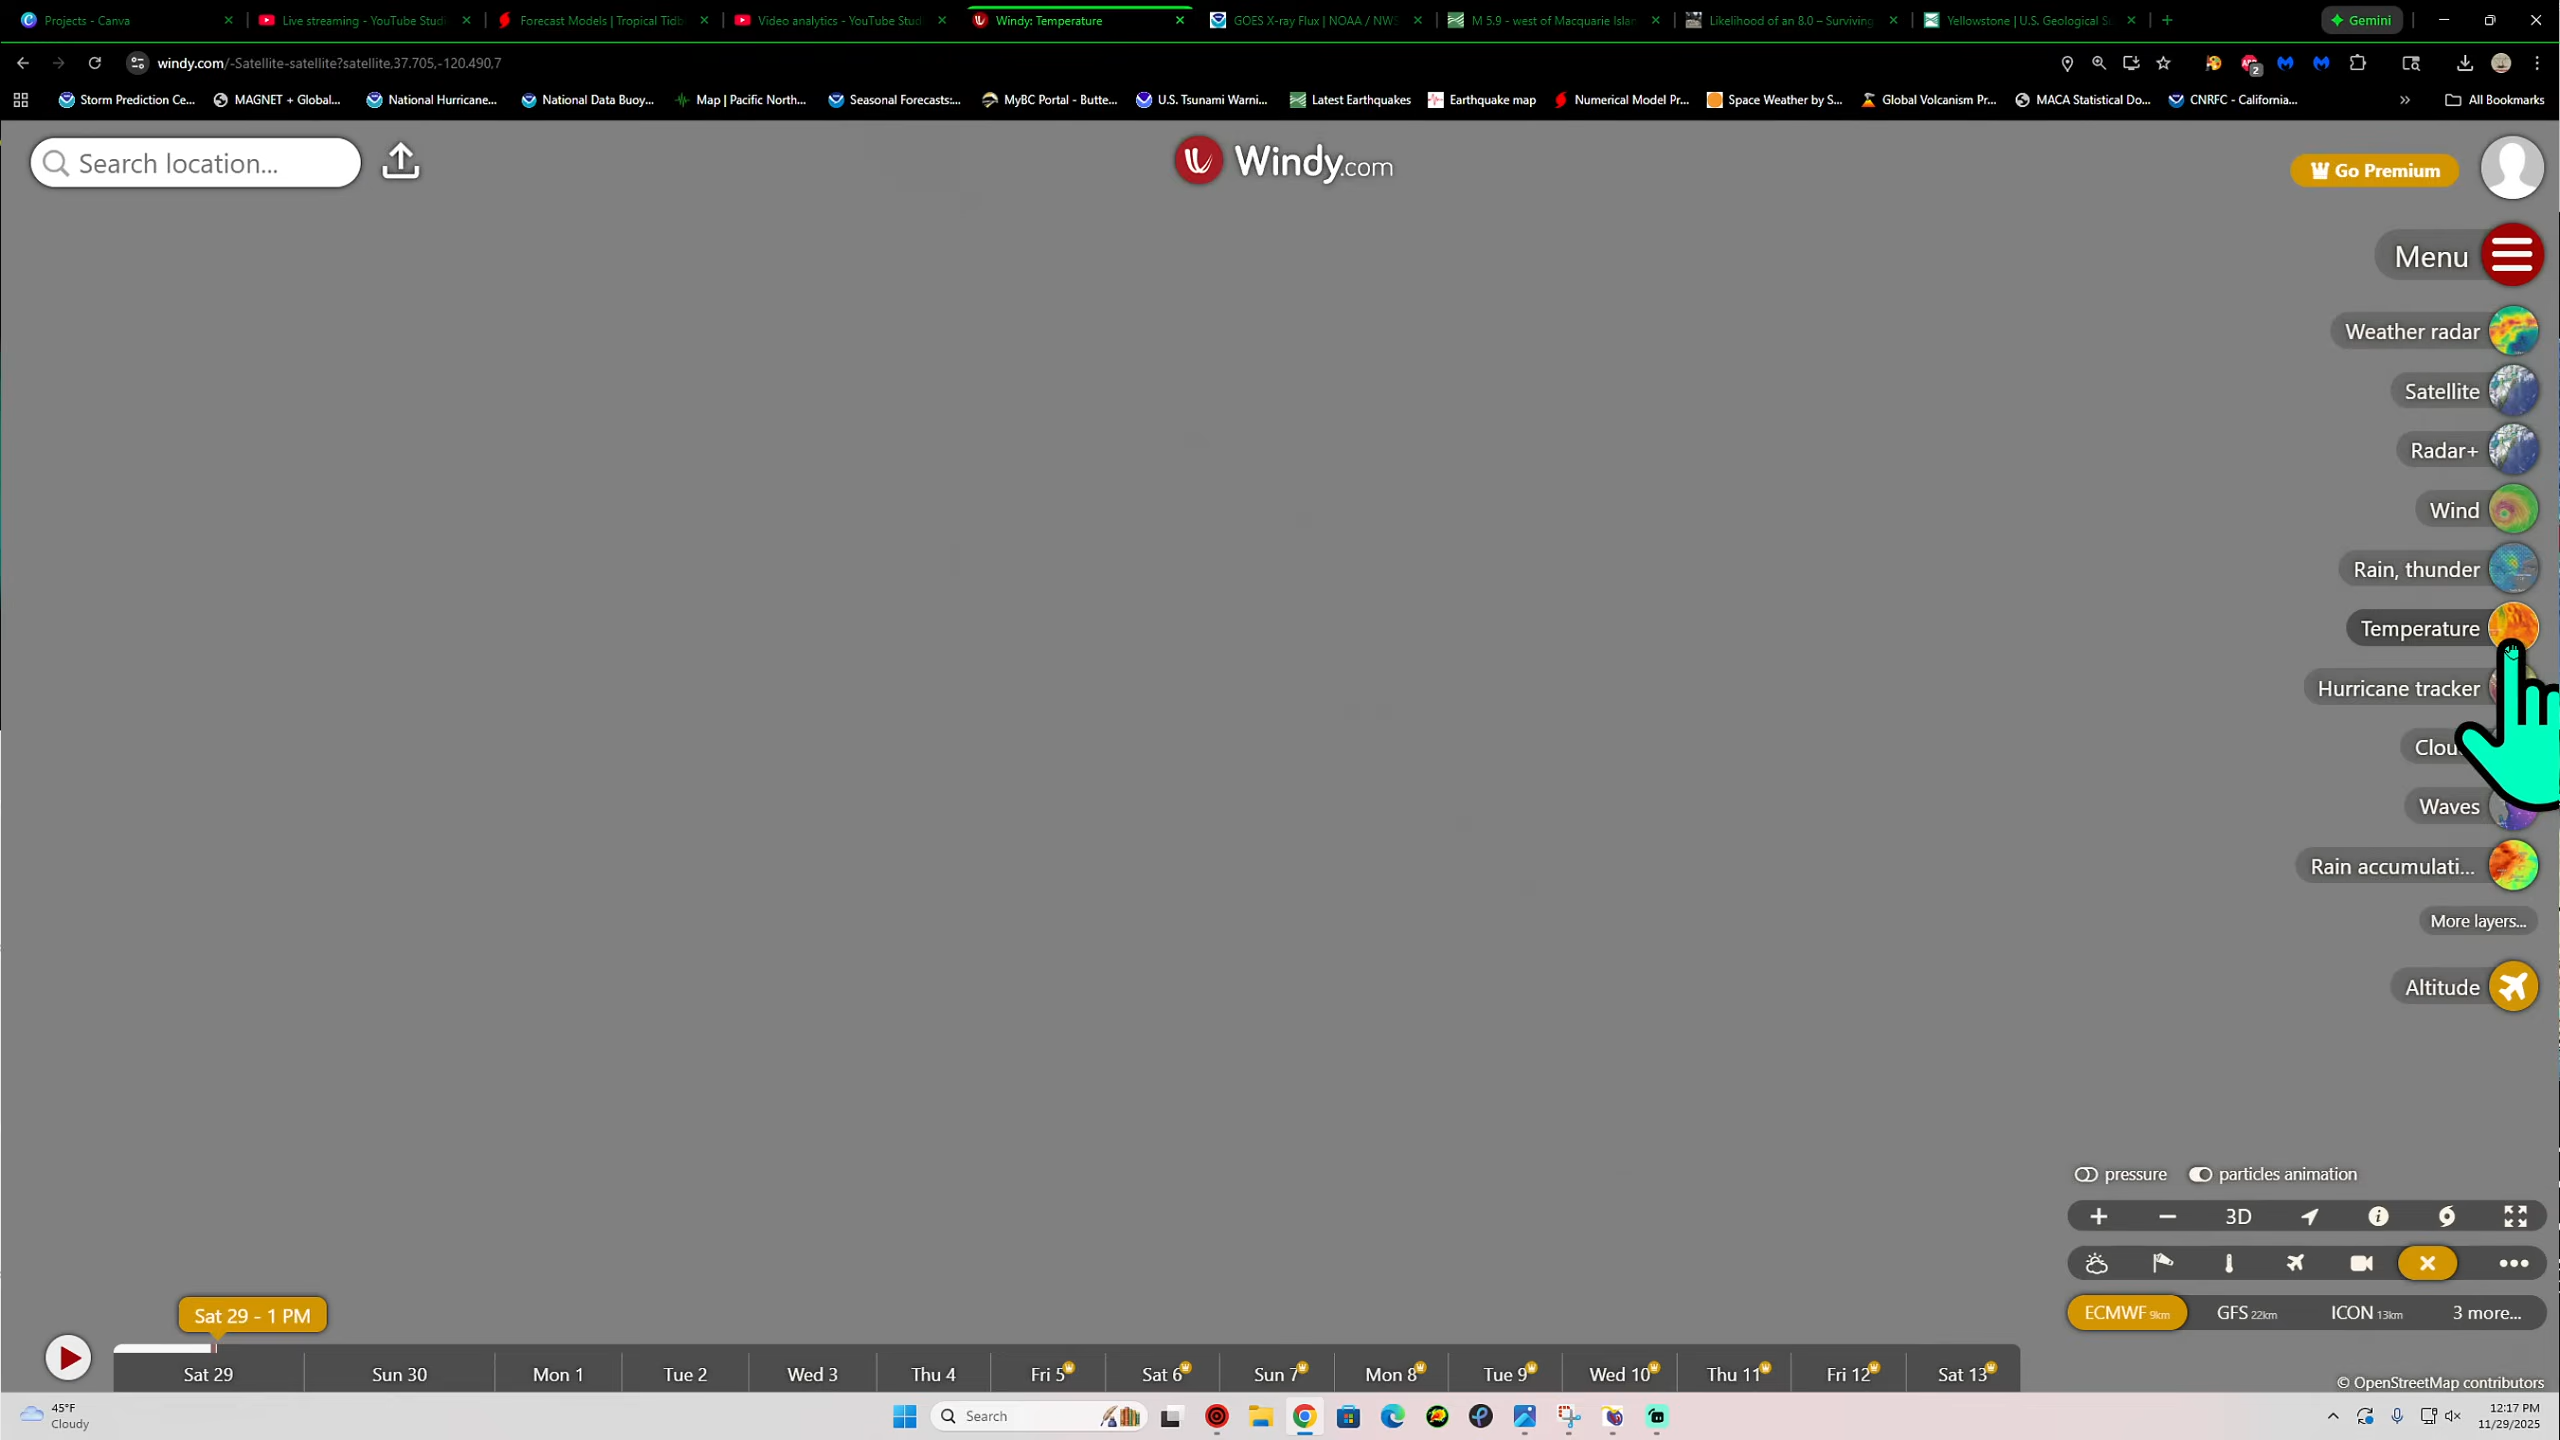 Projects - Canva
Live streaming - YouTube Studi
Forecast Models | Tropical Tidb
Video analytics - YouTube Stud
Windy: Temperature
GOES X-ray Flux | NOAA / NWS
M 5.9 - west of Macquarie Islan
Likelihood of an 8.0 – Surviving
Yellowstone | U.S. Geological Su
Gemini
windy.com/-Satellite-satellite?satellite,37.705,-120.490,7
2
Storm Prediction Ce...
MAGNET + Global...
National Hurricane...
National Data Buoy...
Map | Pacific North...
Seasonal Forecasts:...
MyBC Portal - Butte...
U.S. Tsunami Warni...
Latest Earthquakes
Earthquake map
Numerical Model Pr...
Space Weather by S...
Global Volcanism Pr...
MACA Statistical Do...
CNRFC - California...
All Bookmarks
Search location...
Windy.com
Go Premium
Menu
Weather radar
Satellite
Radar+
Wind
Rain, thunder
Temperature
Hurricane tracker
Waves
Rain accumulati...
More layers...
Altitude
pressure
particles animation
3D
ECMWF 9km
GFS 22km
ICON 13km
3 more...
Sat 29 - 1 PM
Sat 29
Sun 30
Mon 1
Tue 2
Wed 3
Thu 4
Fri 5
Sat 6
Sun 7
Mon 8
Tue 9
Wed 10
Thu 11
Fri 12
Sat 13
© OpenStreetMap contributors
45°F
Cloudy
Search
12:17 PM
11/29/2025